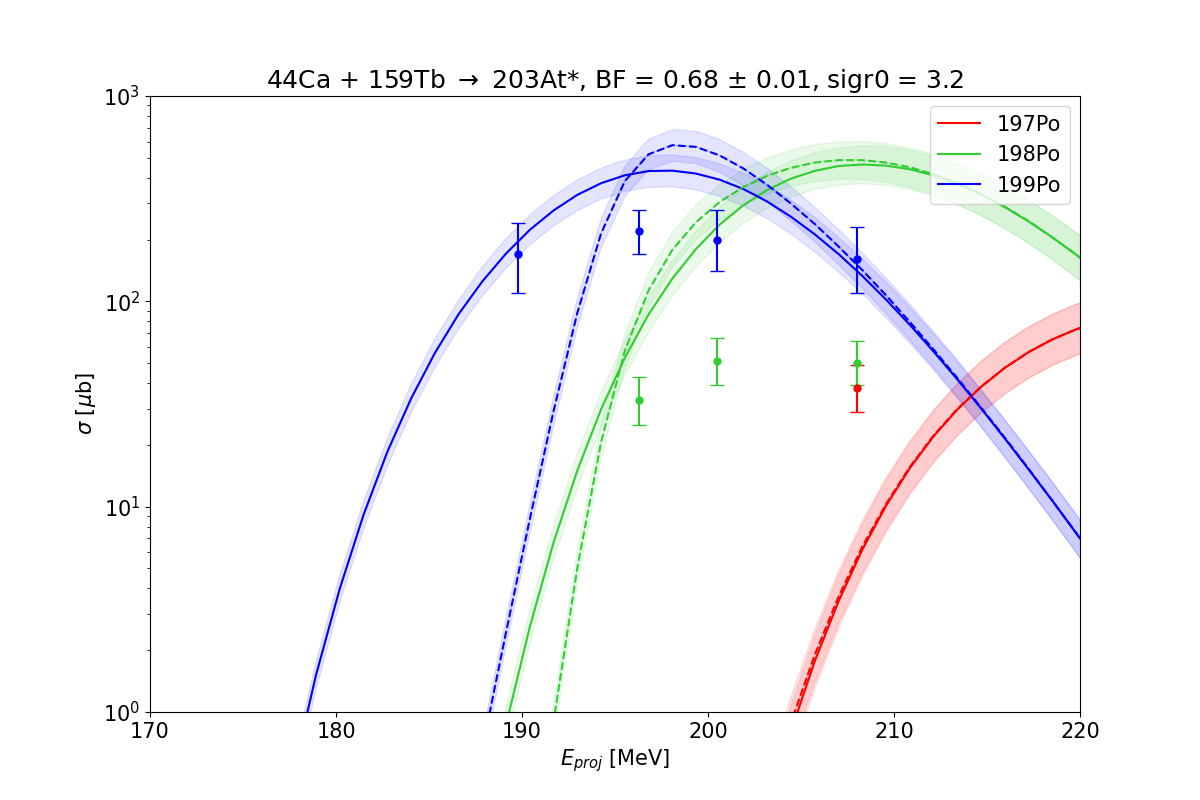 44Ca + 159Tb → 203At*, BF = 0.68 ± 0.01, sigr0 = 3.2
10³
10²
10¹
10⁰
σ [μb]
197Po
198Po
199Po
170 180 190 200 210 220
E_proj [MeV]